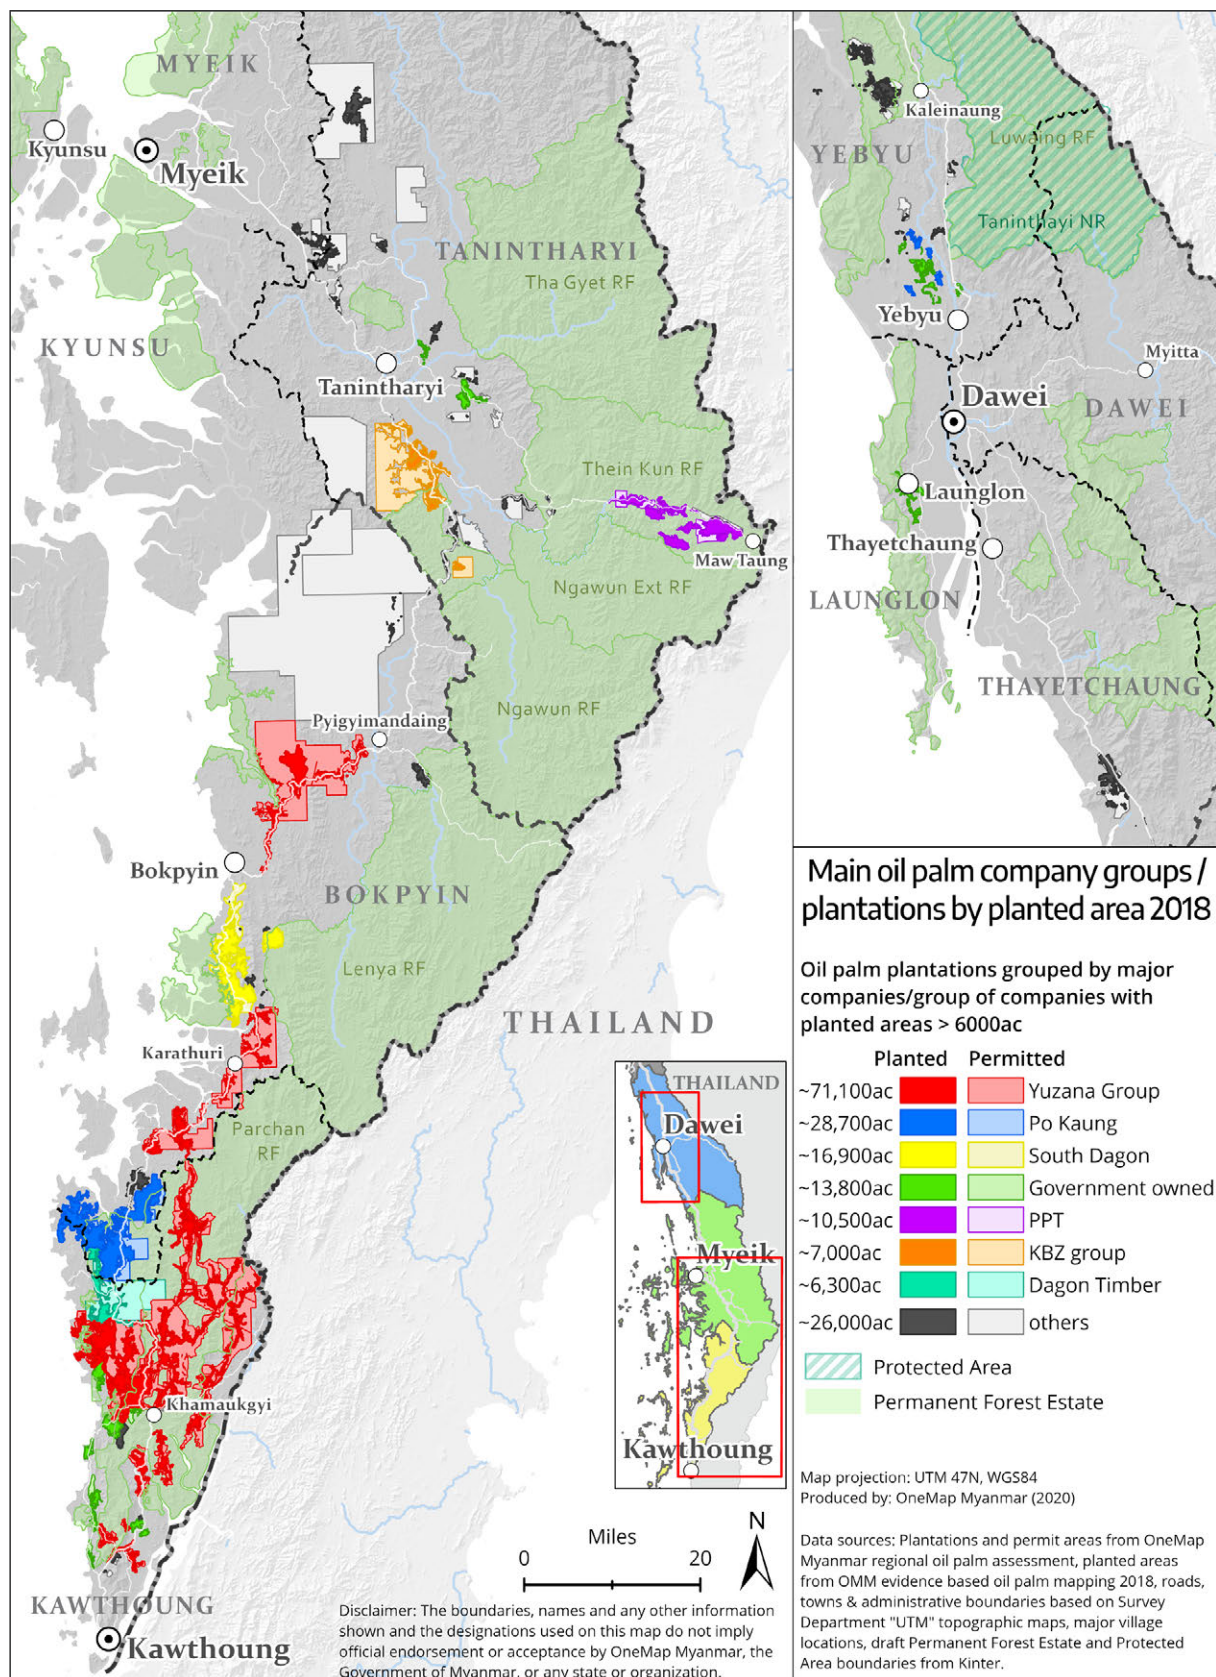 MYEIK
Kyunsu
Myeik
TANINTHARYI
Tha Gyet RF
KYUNSU
Tanintharyi
Thein Kun RF
Maw Taung
Ngawun Ext RF
Ngawun RF
Pyigyimandaing
Bokpyin
BOKPYIN
Lenya RF
THAILAND
Karathuri
Parchan
RF
Khamaukgyi
KAWTHOUNG
Kawthoung
Kaleinaung
Luwaing RF
YEBYU
Taninthayi NR
Yebyu
Myitta
Dawei
DAWEI
Launglon
Thayetchaung
LAUNGLON
THAYETCHAUNG
THAILAND
Dawei
Myeik
Kawthoung
Miles
0 20
N
Disclaimer: The boundaries, names and any other information
shown and the designations used on this map do not imply
official endorsement or acceptance by OneMap Myanmar, the
Government of Myanmar, or any state or organization.
Main oil palm company groups /
plantations by planted area 2018
Oil palm plantations grouped by major
companies/group of companies with
planted areas > 6000ac
Planted Permitted
~71,100ac Yuzana Group
~28,700ac Po Kaung
~16,900ac South Dagon
~13,800ac Government owned
~10,500ac PPT
~7,000ac KBZ group
~6,300ac Dagon Timber
~26,000ac others
Protected Area
Permanent Forest Estate
Map projection: UTM 47N, WGS84
Produced by: OneMap Myanmar (2020)
Data sources: Plantations and permit areas from OneMap
Myanmar regional oil palm assessment, planted areas
from OMM evidence based oil palm mapping 2018, roads,
towns & administrative boundaries based on Survey
Department "UTM" topographic maps, major village
locations, draft Permanent Forest Estate and Protected
Area boundaries from Kinter.